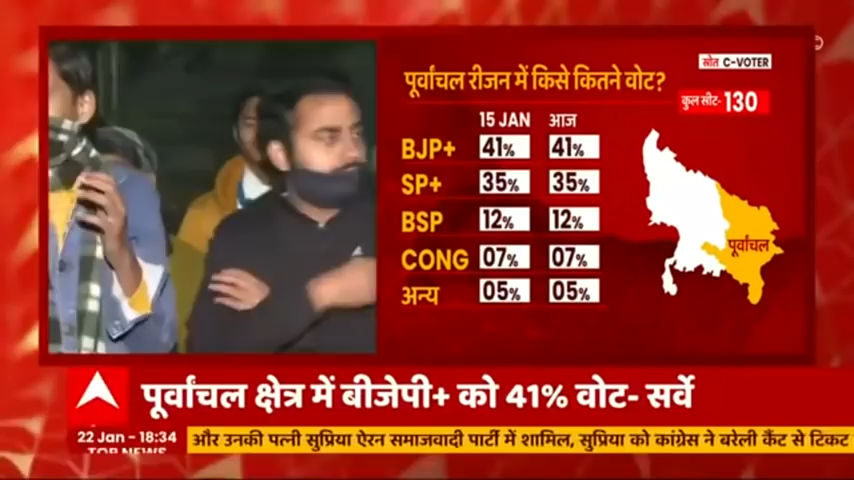 स्रोत C-VOTER
पूर्वांचल रीजन में किसे कितने वोट?
कुल सीट- 130
15 JAN आज
BJP+ 41% 41%
SP+ 35% 35%
BSP 12% 12%
CONG 07% 07%
अन्य 05% 05%
पूर्वांचल
पूर्वांचल क्षेत्र में बीजेपी+ को 41% वोट- सर्वे
22 Jan - 18:34
TOP NEWS
और उनकी पत्नी सुप्रिया ऐरन समाजवादी पार्टी में शामिल, सुप्रिया को कांग्रेस ने बरेली कैंट से टिकट